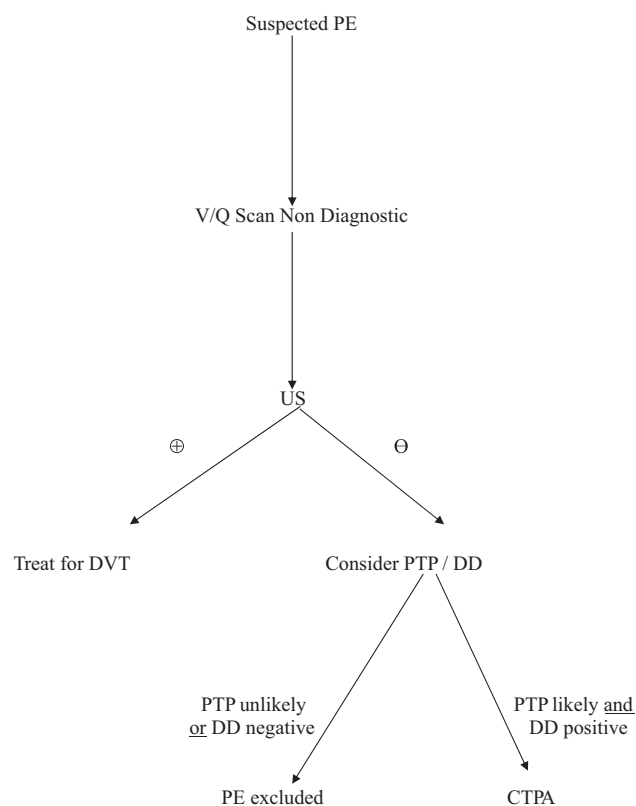 Suspected PE
V/Q Scan Non Diagnostic
US
⊕
⊖
Treat for DVT
Consider PTP / DD
PTP unlikely
or DD negative
PTP likely and
DD positive
PE excluded
CTPA